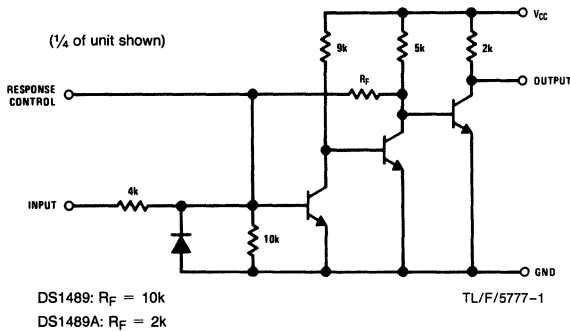 (¼ of unit shown)
VCC
9k
5k
2k
RF
RESPONSE
CONTROL
OUTPUT
4k
INPUT
10k
GND
DS1489: RF = 10k
TL/F/5777–1
DS1489A: RF = 2k